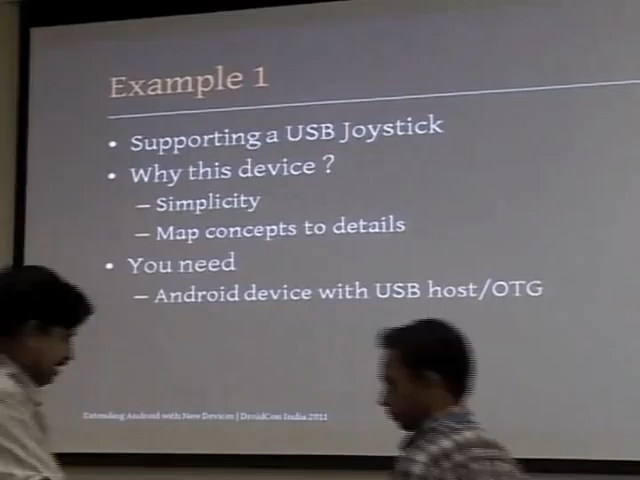 Example 1
• Supporting a USB Joystick
• Why this device ?
– Simplicity
– Map concepts to details
• You need
– Android device with USB host/OTG
Extending Android with New Devices | DroidCon India 2011